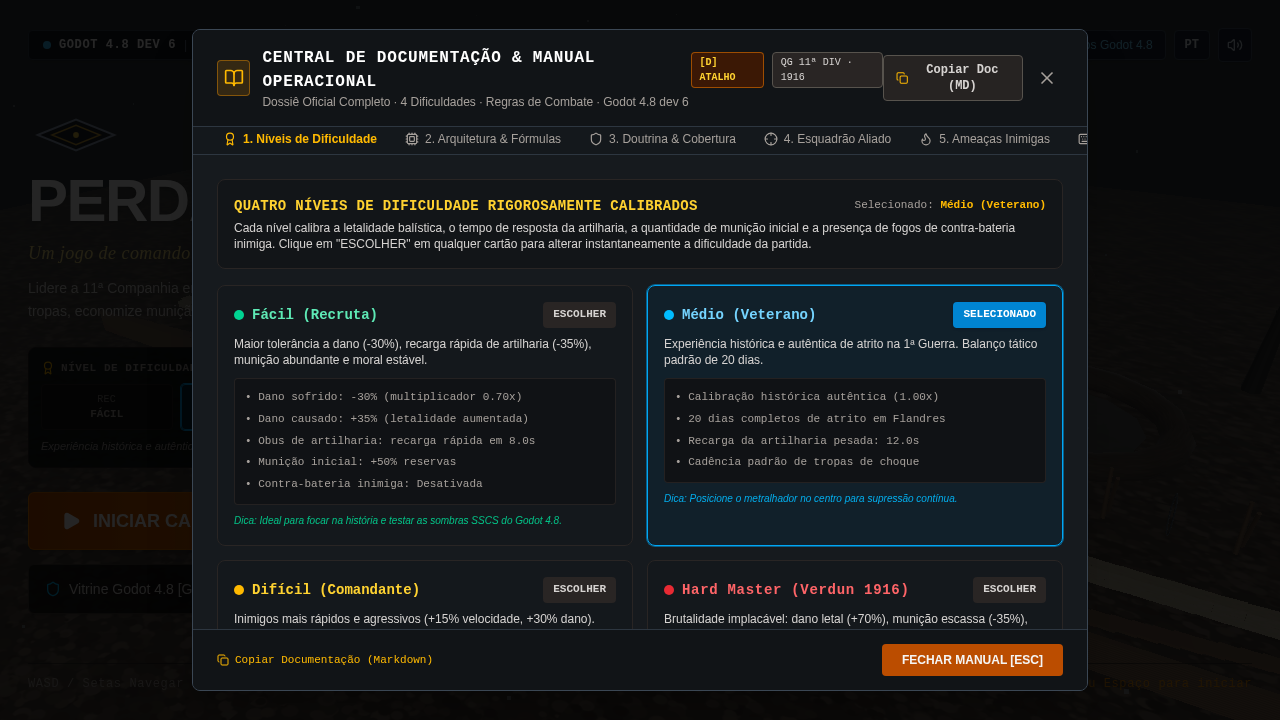 GODOT 4.8 DEV 6
CENTRAL DE DOCUMENTAÇÃO & MANUAL
OPERACIONAL
Dossiê Oficial Completo · 4 Dificuldades · Regras de Combate · Godot 4.8 dev 6
[D]
ATALHO
QG 11ª DIV ·
1916
Copiar Doc
(MD)
s Godot 4.8
PT
1. Níveis de Dificuldade
2. Arquitetura & Fórmulas
3. Doutrina & Cobertura
4. Esquadrão Aliado
5. Ameaças Inimigas
QUATRO NÍVEIS DE DIFICULDADE RIGOROSAMENTE CALIBRADOS
Selecionado: Médio (Veterano)
Cada nível calibra a letalidade balística, o tempo de resposta da artilharia, a quantidade de munição inicial e a presença de fogos de contra-bateria
inimiga. Clique em "ESCOLHER" em qualquer cartão para alterar instantaneamente a dificuldade da partida.
Fácil (Recruta)
ESCOLHER
Maior tolerância a dano (-30%), recarga rápida de artilharia (-35%),
munição abundante e moral estável.
• Dano sofrido: -30% (multiplicador 0.70x)
• Dano causado: +35% (letalidade aumentada)
• Obus de artilharia: recarga rápida em 8.0s
• Munição inicial: +50% reservas
• Contra-bateria inimiga: Desativada
Dica: Ideal para focar na história e testar as sombras SSCS do Godot 4.8.
Médio (Veterano)
SELECIONADO
Experiência histórica e autêntica de atrito na 1ª Guerra. Balanço tático
padrão de 20 dias.
• Calibração histórica autêntica (1.00x)
• 20 dias completos de atrito em Flandres
• Recarga da artilharia pesada: 12.0s
• Cadência padrão de tropas de choque
Dica: Posicione o metralhador no centro para supressão contínua.
Difícil (Comandante)
ESCOLHER
Inimigos mais rápidos e agressivos (+15% velocidade, +30% dano).
Hard Master (Verdun 1916)
ESCOLHER
Brutalidade implacável: dano letal (+70%), munição escassa (-35%),
Copiar Documentação (Markdown)
FECHAR MANUAL [ESC]
PERD
Um jogo de comando
Lidere a 11ª Companhia e
tropas, economize muniç
NÍVEL DE DIFICULDA
REC
FÁCIL
Experiência histórica e autêntic
INICIAR CA
Vitrine Godot 4.8 [G
WASD / Setas Navegar
Espaço para iniciar